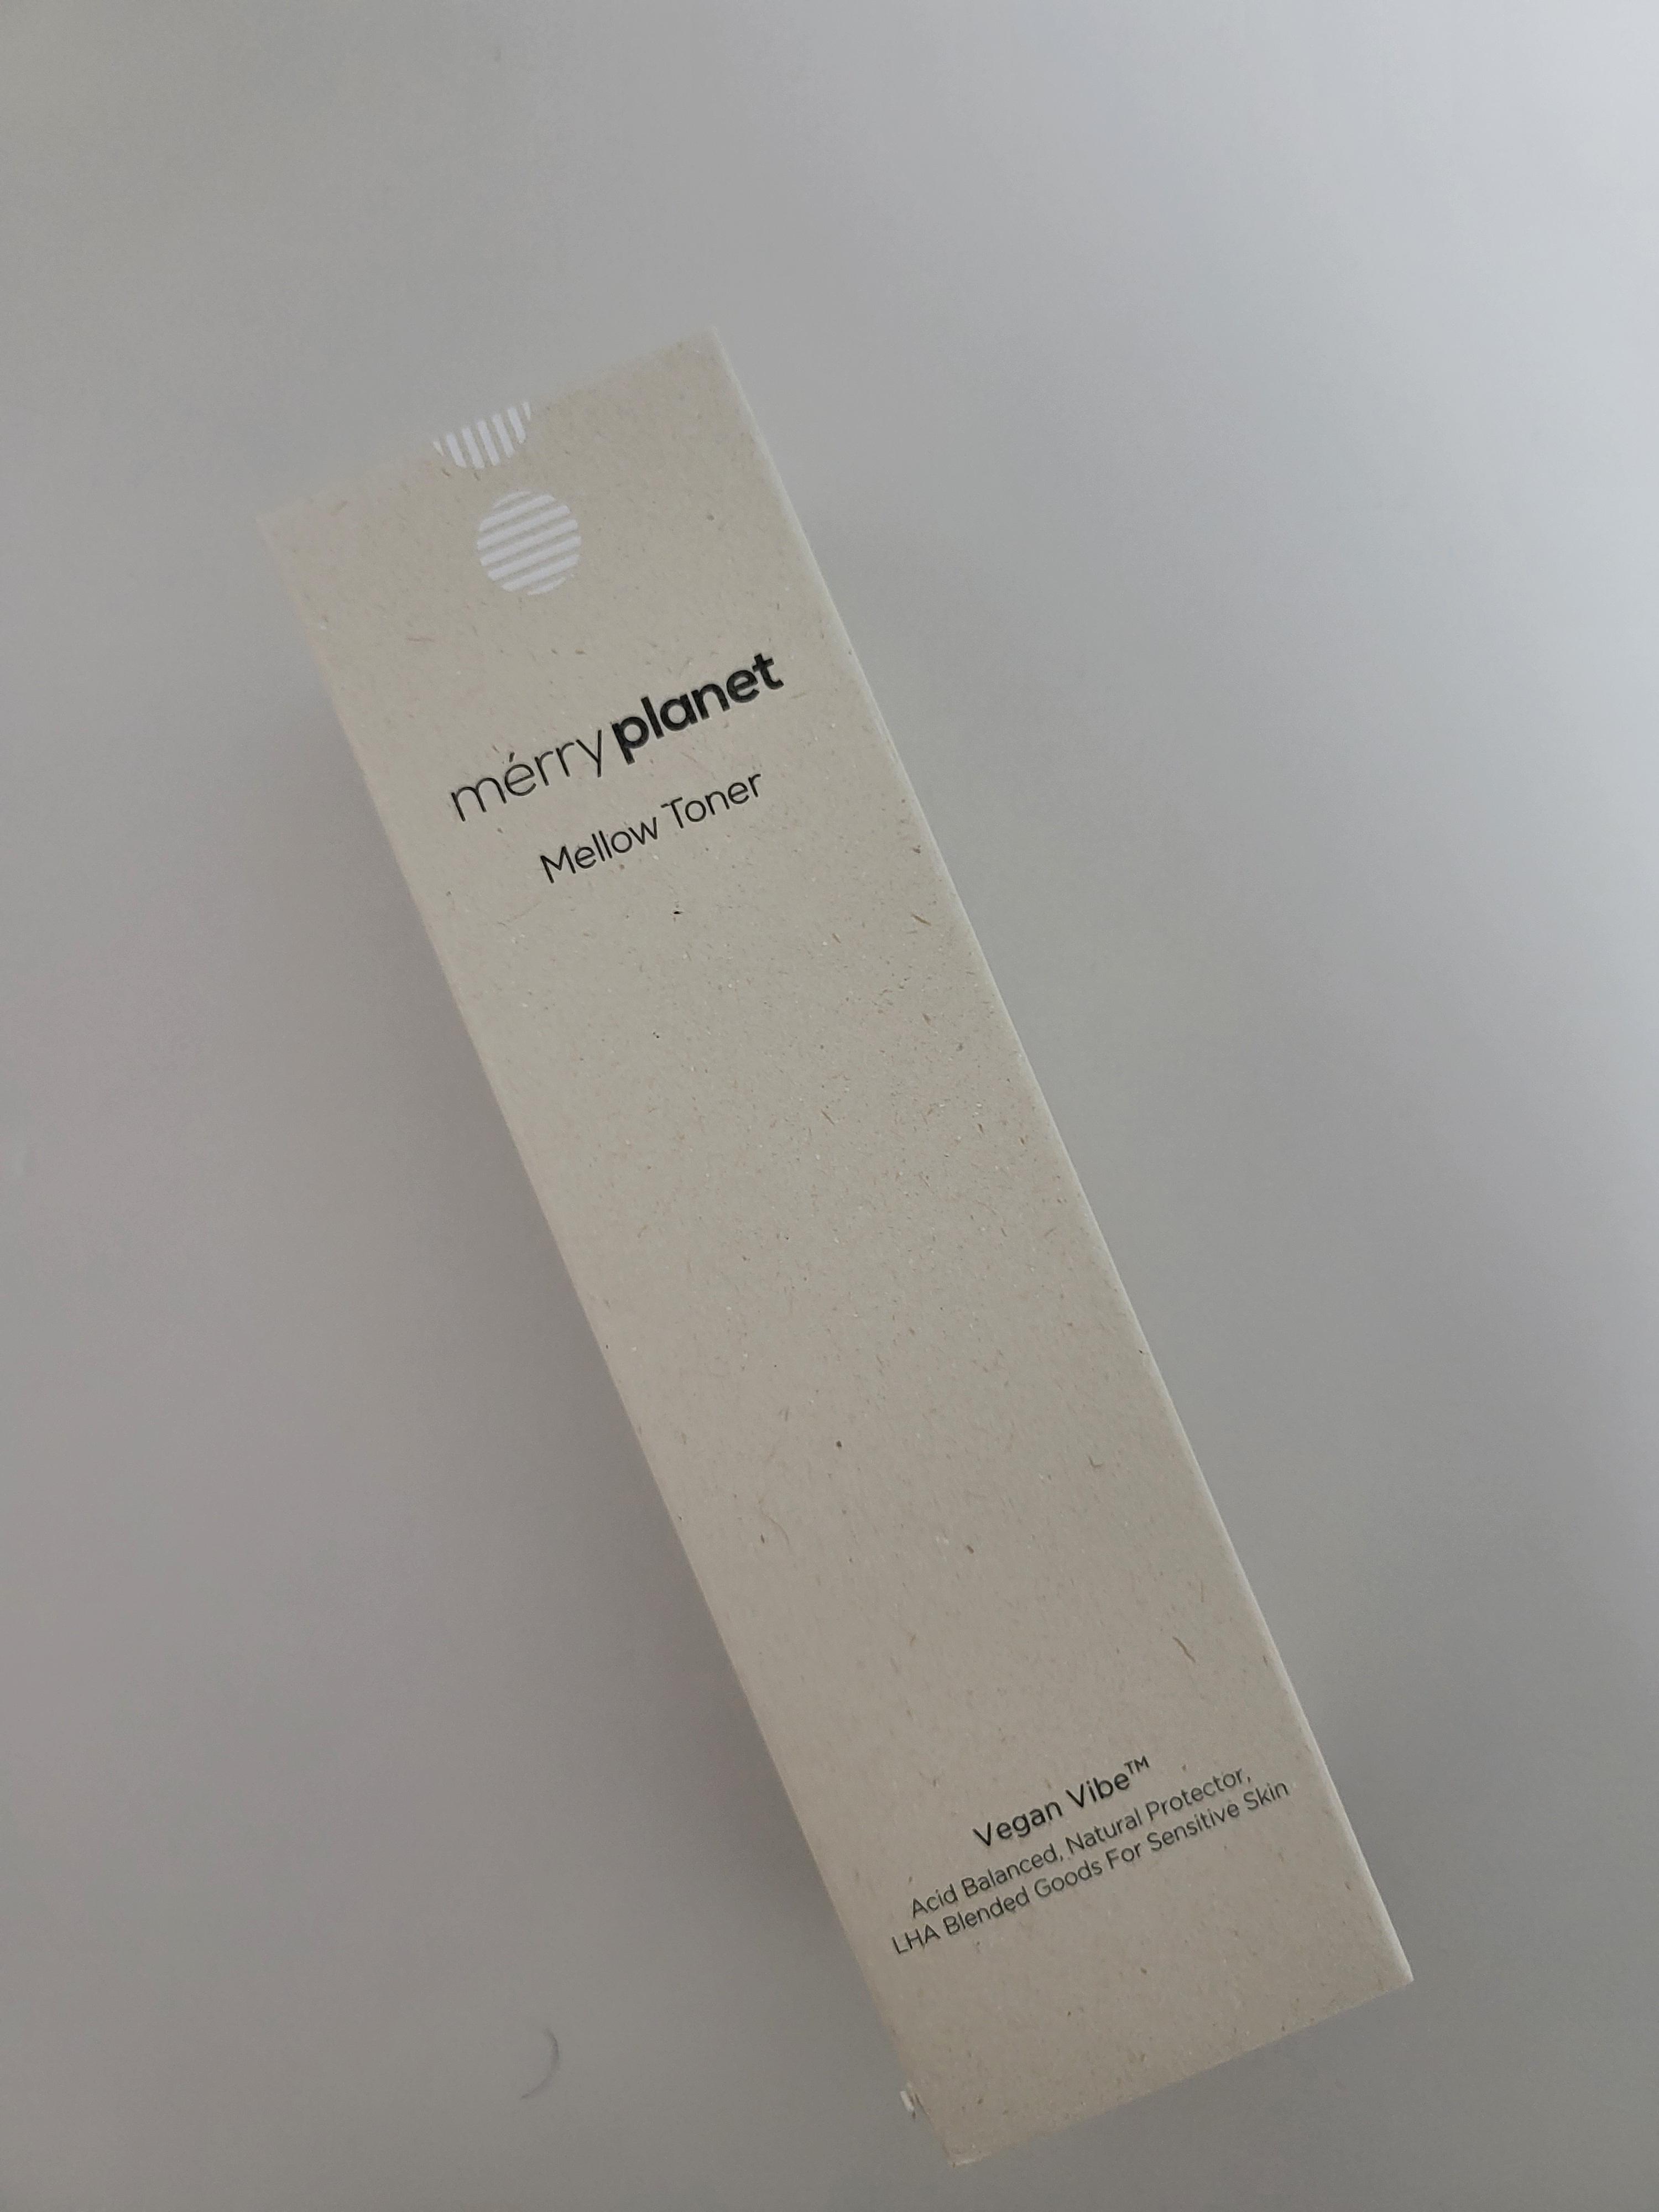 mérry planet
Mellow Toner
Vegan Vibe™
Acid Balanced, Natural Protector,
LHA Blended Goods For Sensitive Skin